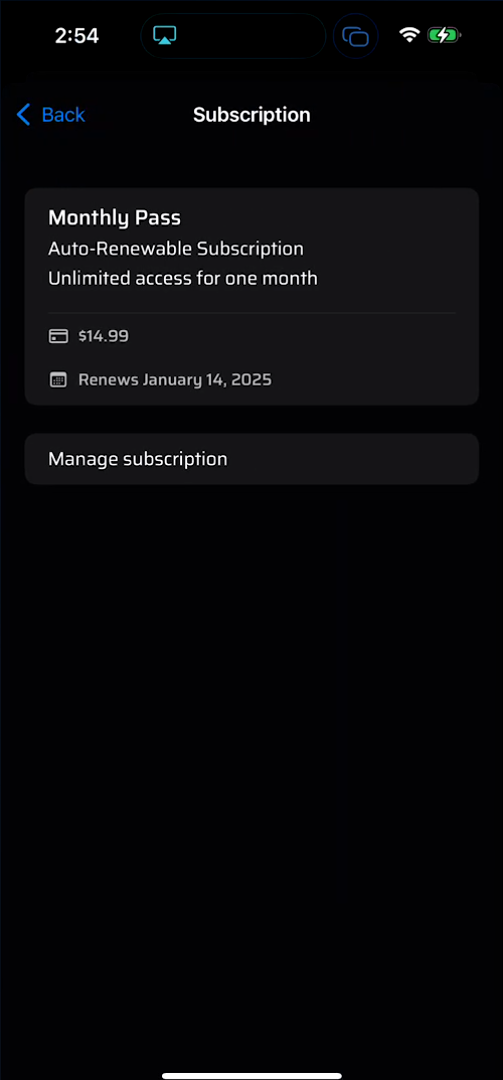 2:54
Back
Subscription
Monthly Pass
Auto-Renewable Subscription
Unlimited access for one month
$14.99
Renews January 14, 2025
Manage subscription